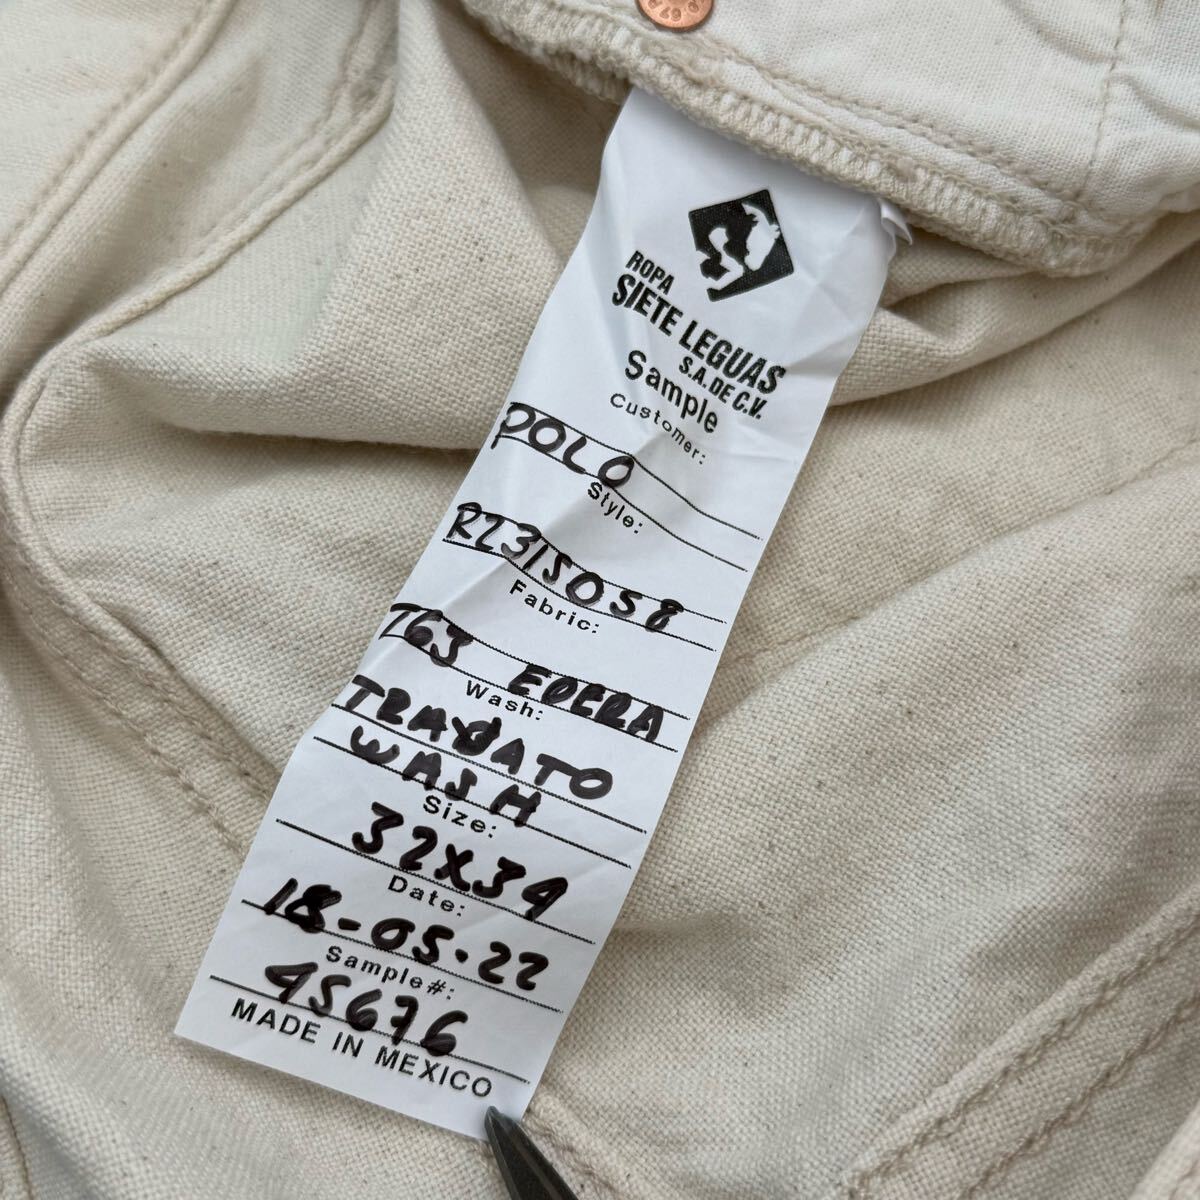 ROPA
SIETE LEGUAS
S.A. DE C.V.
Sample
Customer:
POLO
Style:
RZ315058
Fabric:
EDERA
Wash:
WASH
Size:
32X34
Date:
18-05-22
Sample#:
45676
MADE IN MEXICO